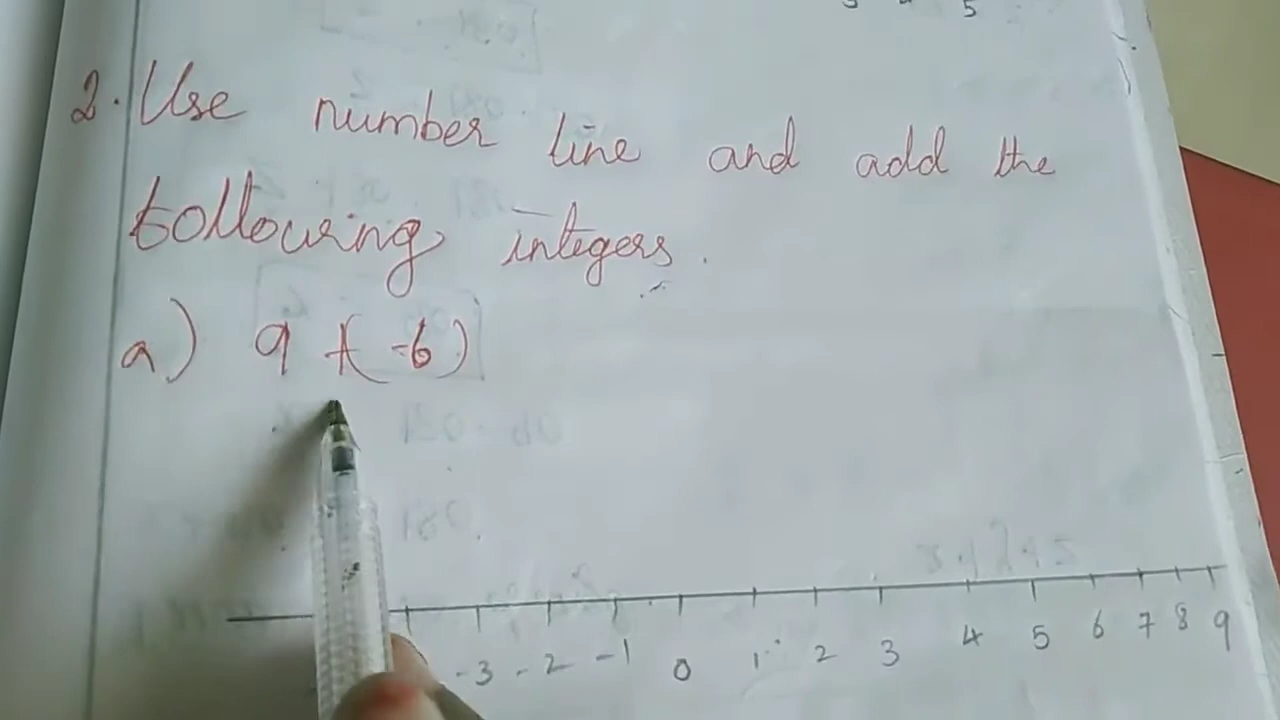 5
2. Use number line and add the
following integers.
a) 9 +(-6)
-3 -2 -1 0 1 2 3 4 5 6 7 8 9